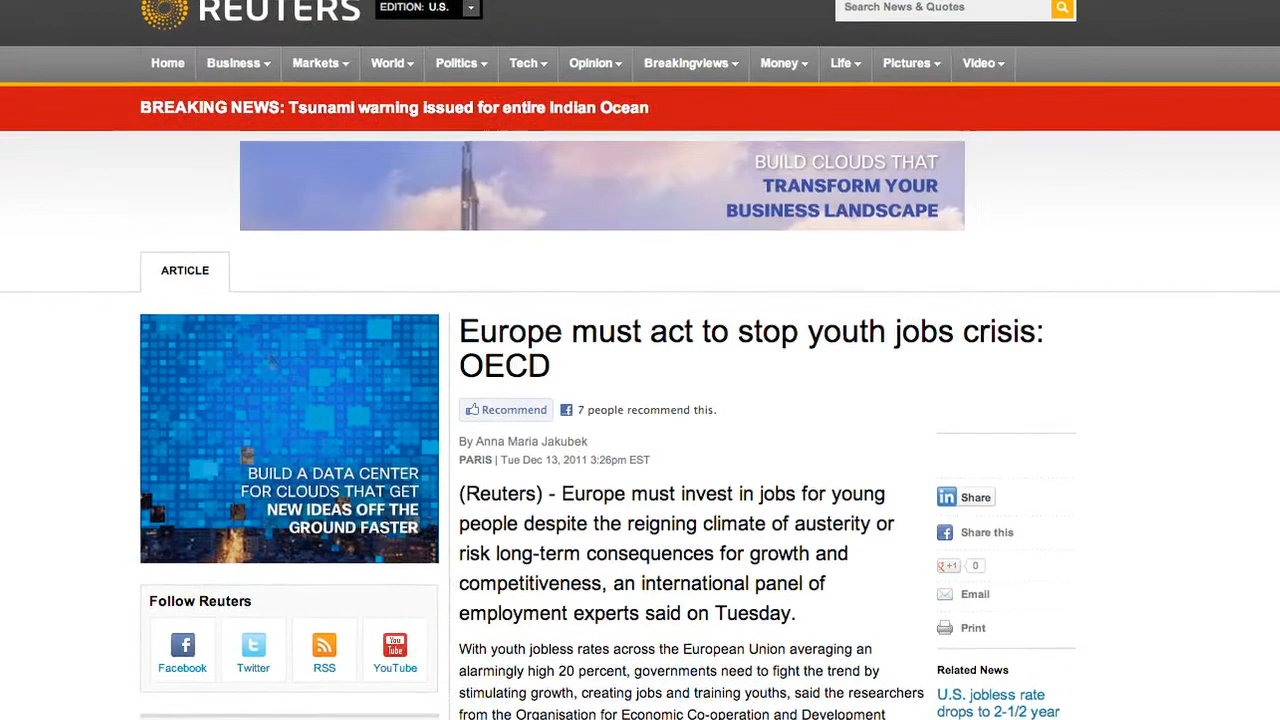 REUTERS
EDITION: U.S.
Search News & Quotes
Home Business Markets World Politics Tech Opinion Breakingviews Money Life Pictures Video
BREAKING NEWS: Tsunami warning issued for entire Indian Ocean
BUILD CLOUDS THAT
TRANSFORM YOUR
BUSINESS LANDSCAPE
ARTICLE
BUILD A DATA CENTER
FOR CLOUDS THAT GET
NEW IDEAS OFF THE
GROUND FASTER
Follow Reuters
Facebook Twitter RSS YouTube
Europe must act to stop youth jobs crisis:
OECD
Recommend 7 people recommend this.
By Anna Maria Jakubek
PARIS | Tue Dec 13, 2011 3:26pm EST
(Reuters) - Europe must invest in jobs for young
people despite the reigning climate of austerity or
risk long-term consequences for growth and
competitiveness, an international panel of
employment experts said on Tuesday.
With youth jobless rates across the European Union averaging an
alarmingly high 20 percent, governments need to fight the trend by
stimulating growth, creating jobs and training youths, said the researchers
from the Organisation for Economic Co-operation and Development
Share
Share this
+1 0
Email
Print
Related News
U.S. jobless rate
drops to 2-1/2 year